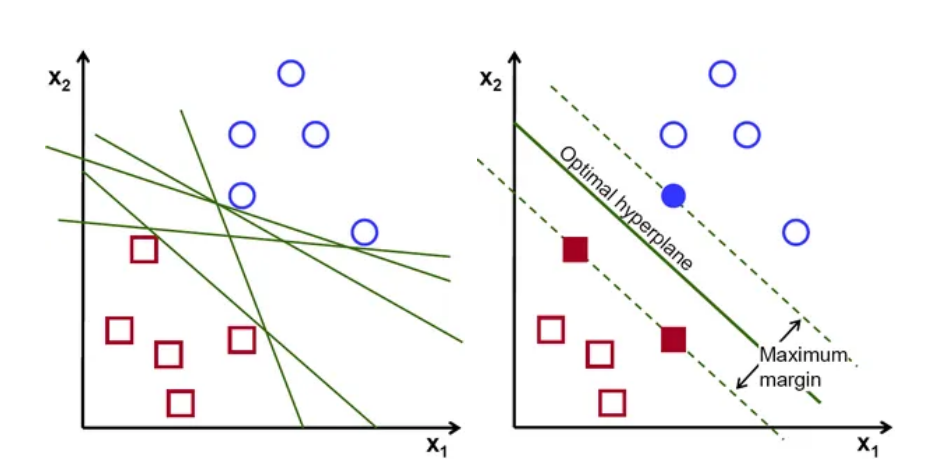 x₂
x₁
x₂
Optimal hyperplane
Maximum
margin
x₁